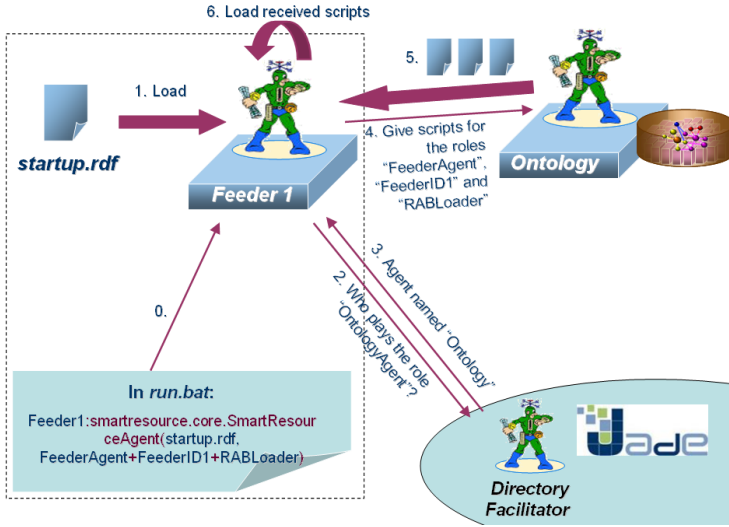 6. Load received scripts
1. Load
5.
startup.rdf
Feeder 1
4. Give scripts for
the roles
"FeederAgent",
"FeederID1" and
"RABLoader"
Ontology
0.
2. Who plays the role
"OntologyAgent"?
3. Agent named "Ontology"
In run.bat:
Feeder1:smartresource.core.SmartResour
ceAgent(startup.rdf,
FeederAgent+FeederID1+RABLoader)
Jade
Directory
Facilitator